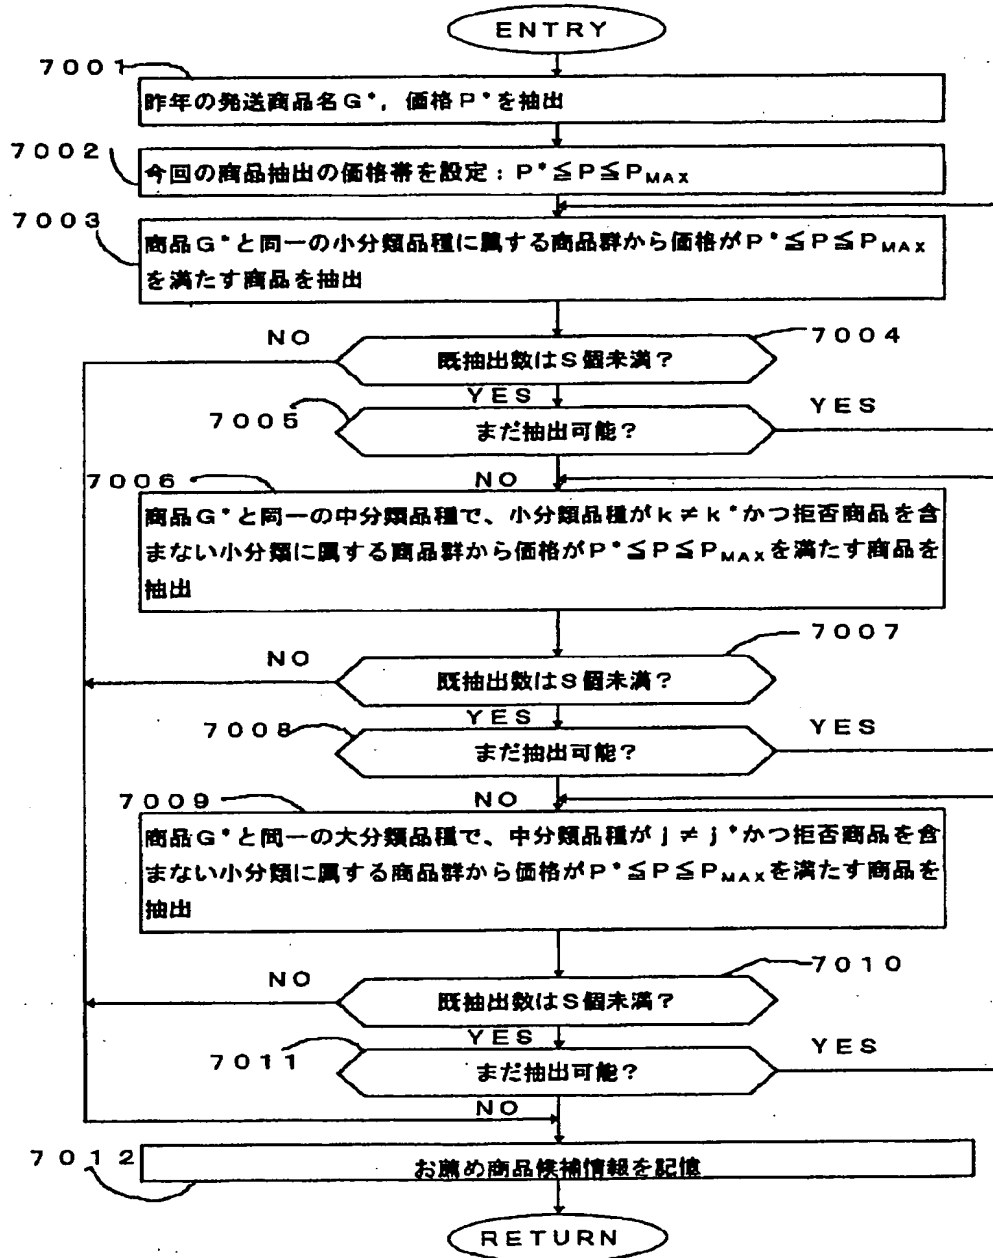 ENTRY
7001
昨年の発送商品名G*,価格P*を抽出
7002
今回の商品抽出の価格帯を設定:P*≦P≦PMAX
7003
商品G*と同一の小分類品種に属する商品群から価格がP*≦P≦PMAX
を満たす商品を抽出
NO
7004
既抽出数はS個未満?
YES
7005
YES
まだ抽出可能?
NO
7006
商品G*と同一の中分類品種で、小分類品種がk≠k*かつ拒否商品を含
まない小分類に属する商品群から価格がP*≦P≦PMAXを満たす商品を
抽出
7007
NO
既抽出数はS個未満?
YES
7008
YES
まだ抽出可能?
NO
7009
商品G*と同一の大分類品種で、中分類品種がj≠j*かつ拒否商品を含
まない小分類に属する商品群から価格がP*≦P≦PMAXを満たす商品を
抽出
7010
NO
既抽出数はS個未満?
YES
7011
YES
まだ抽出可能?
NO
7012
お薦め商品候補情報を記憶
RETURN